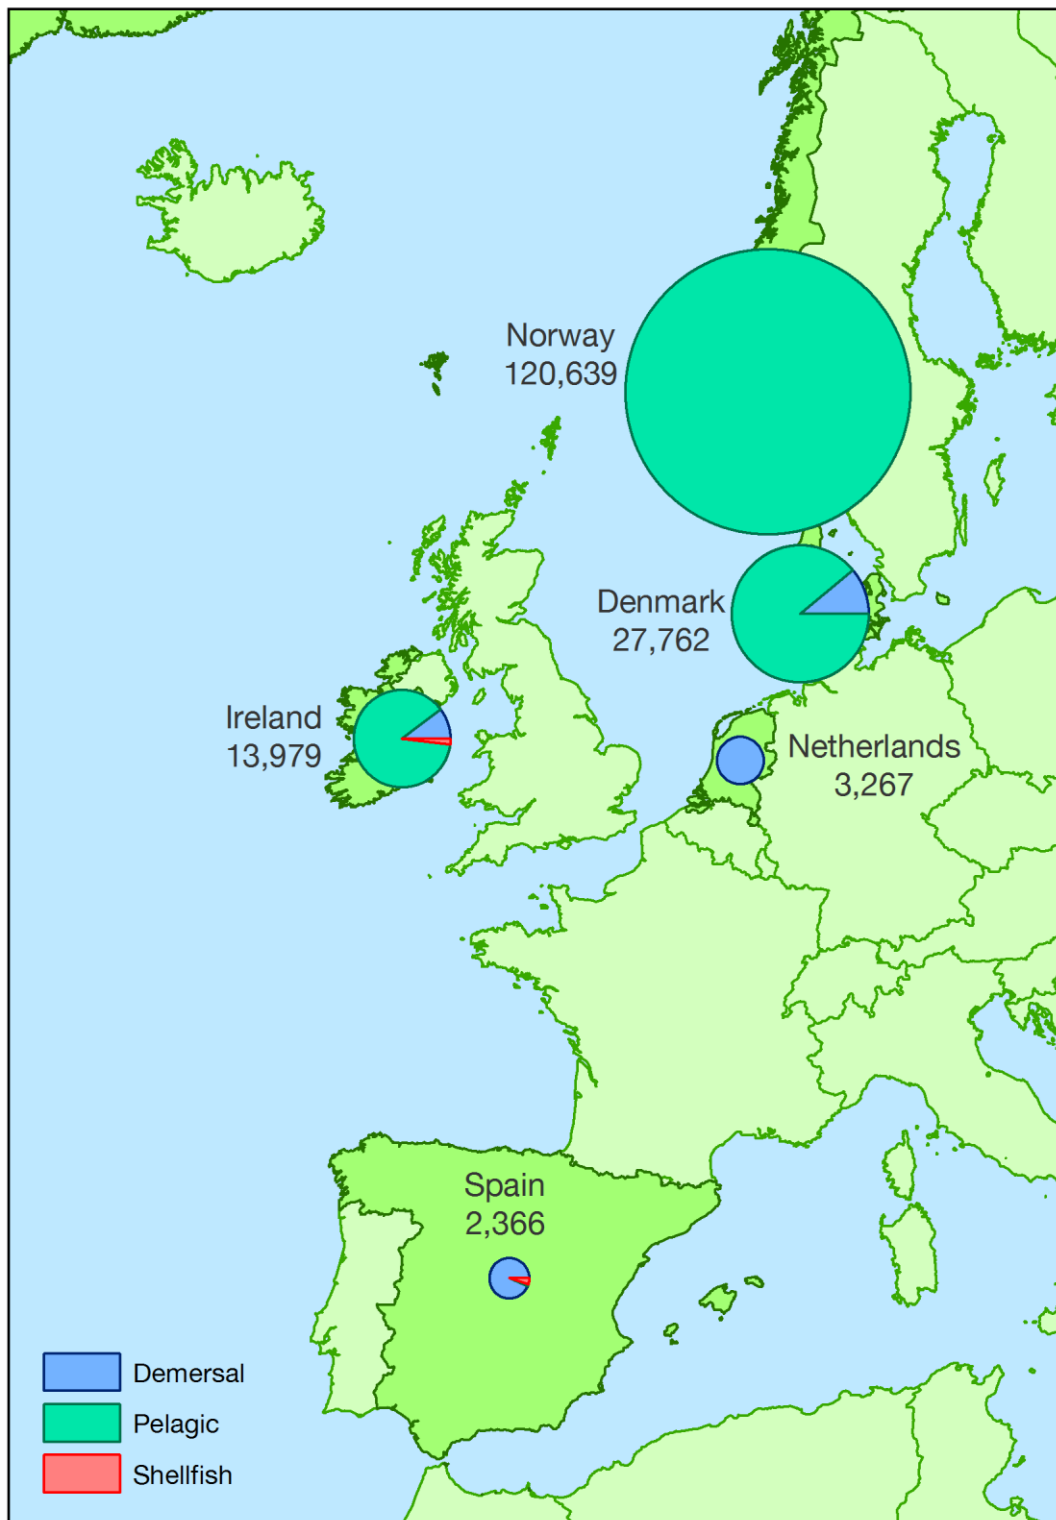 Norway
120,639
Denmark
27,762
Ireland
13,979
Netherlands
3,267
Spain
2,366
Demersal
Pelagic
Shellfish